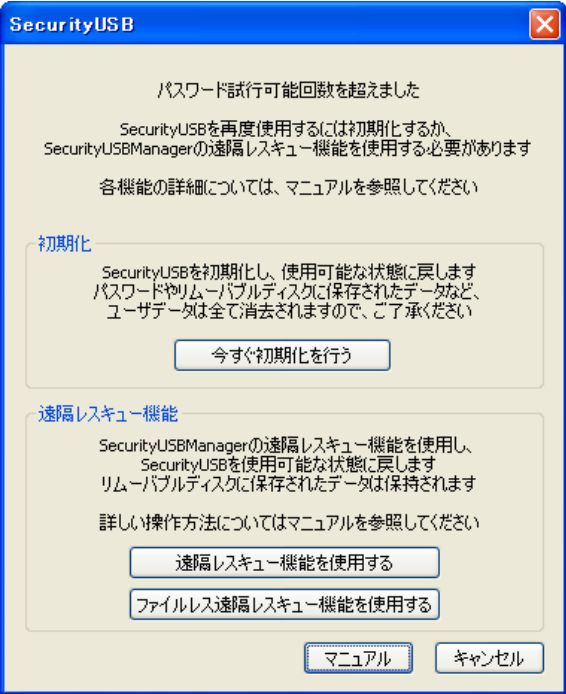 SecurityUSB
パスワード試行可能回数を超えました
SecurityUSBを再度使用するには初期化するか、
SecurityUSBManagerの遠隔レスキュー機能を使用する必要があります
各機能の詳細については、マニュアルを参照してください
初期化
SecurityUSBを初期化し、使用可能な状態に戻します
パスワードやリムーバブルディスクに保存されたデータなど、
ユーザデータは全て消去されますので、ご了承ください
今すぐ初期化を行う
遠隔レスキュー機能
SecurityUSBManagerの遠隔レスキュー機能を使用し、
SecurityUSBを使用可能な状態に戻します
リムーバブルディスクに保存されたデータは保持されます
詳しい操作方法についてはマニュアルを参照してください
遠隔レスキュー機能を使用する
ファイルレス遠隔レスキュー機能を使用する
マニュアル
キャンセル